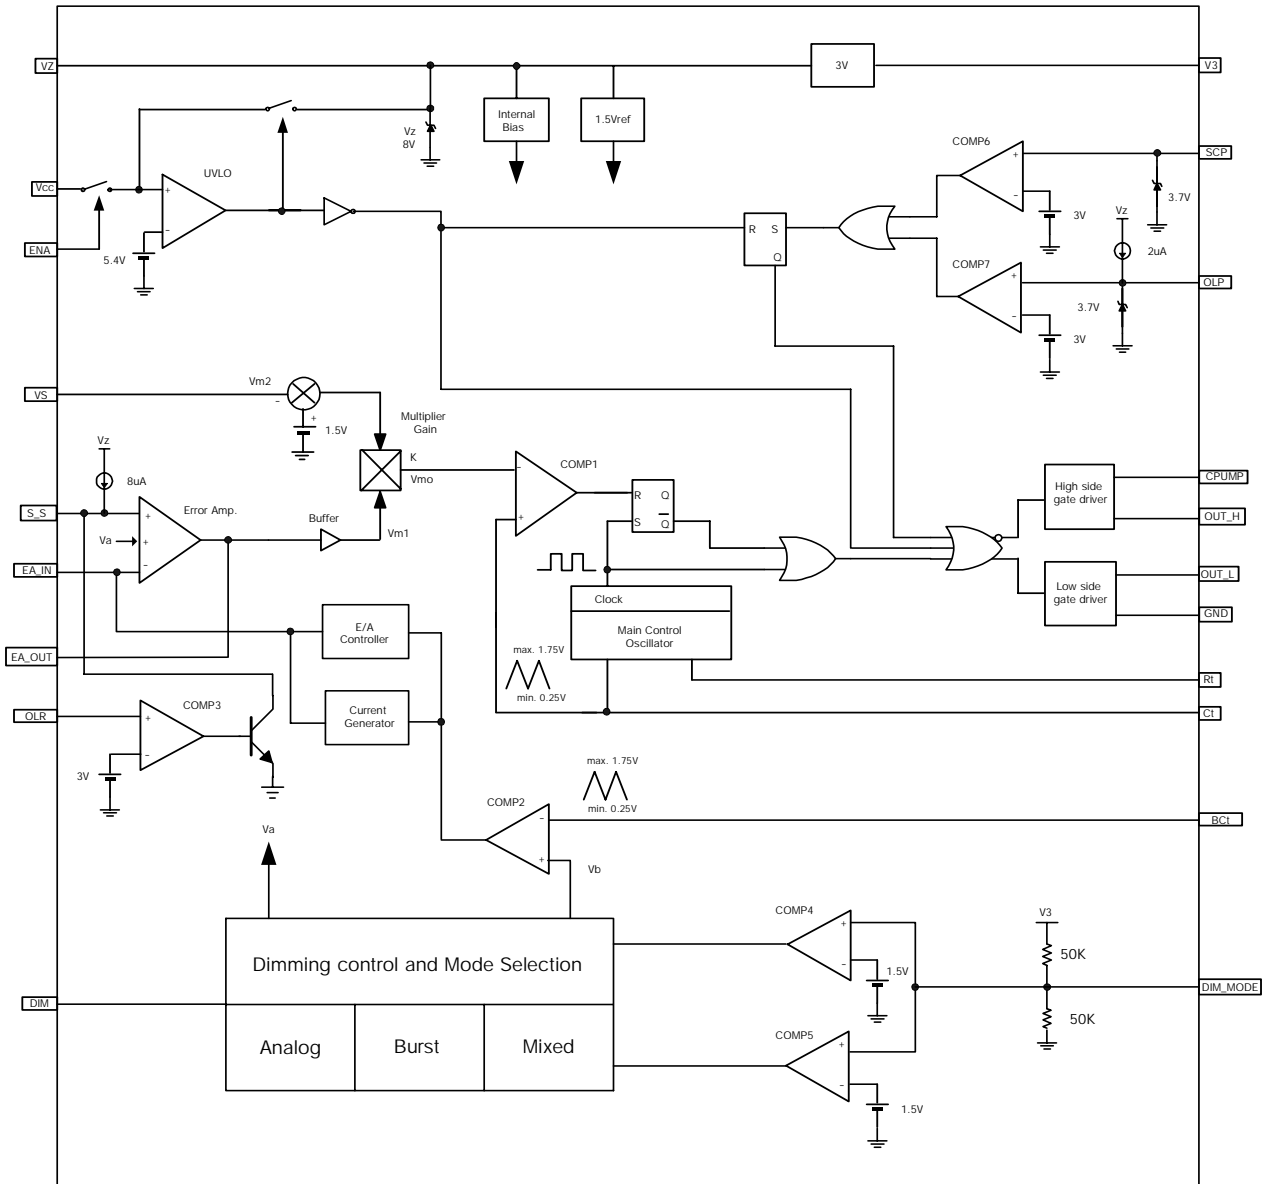 VZ
3V
V3
Internal
Bias
1.5Vref
Vz
8V
COMP6
+
-
SCP
3.7V
3V
UVLO
Vcc
+
-
ENA
5.4V
R S
Q
Vz
2uA
COMP7
+
-
OLP
3.7V
3V
VS
Vm2
-
+
1.5V
Multiplier
Gain
K
Vmo
Vz
8uA
S_S
Error Amp.
+
Va
+
-
EA_IN
Buffer
Vm1
COMP1
-
+
R Q
S Q
High side
gate driver
CPUMP
OUT_H
Low side
gate driver
OUT_L
GND
Clock
Main Control
Oscillator
E/A
Controller
EA_OUT
max. 1.75V
min. 0.25V
Rt
Ct
OLR
COMP3
+
-
3V
Current
Generator
max. 1.75V
min. 0.25V
COMP2
-
+
BCt
Va
Vb
COMP4
+
-
1.5V
V3
50K
50K
DIM_MODE
Dimming control and Mode Selection
DIM
Analog
Burst
Mixed
COMP5
+
-
1.5V